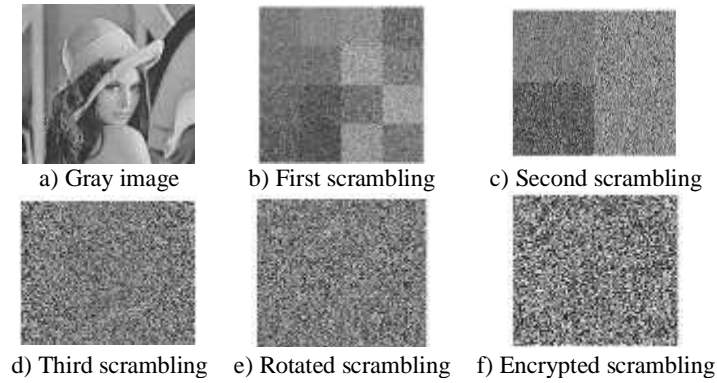 a) Gray image
b) First scrambling
c) Second scrambling
d) Third scrambling
e) Rotated scrambling
f) Encrypted scrambling